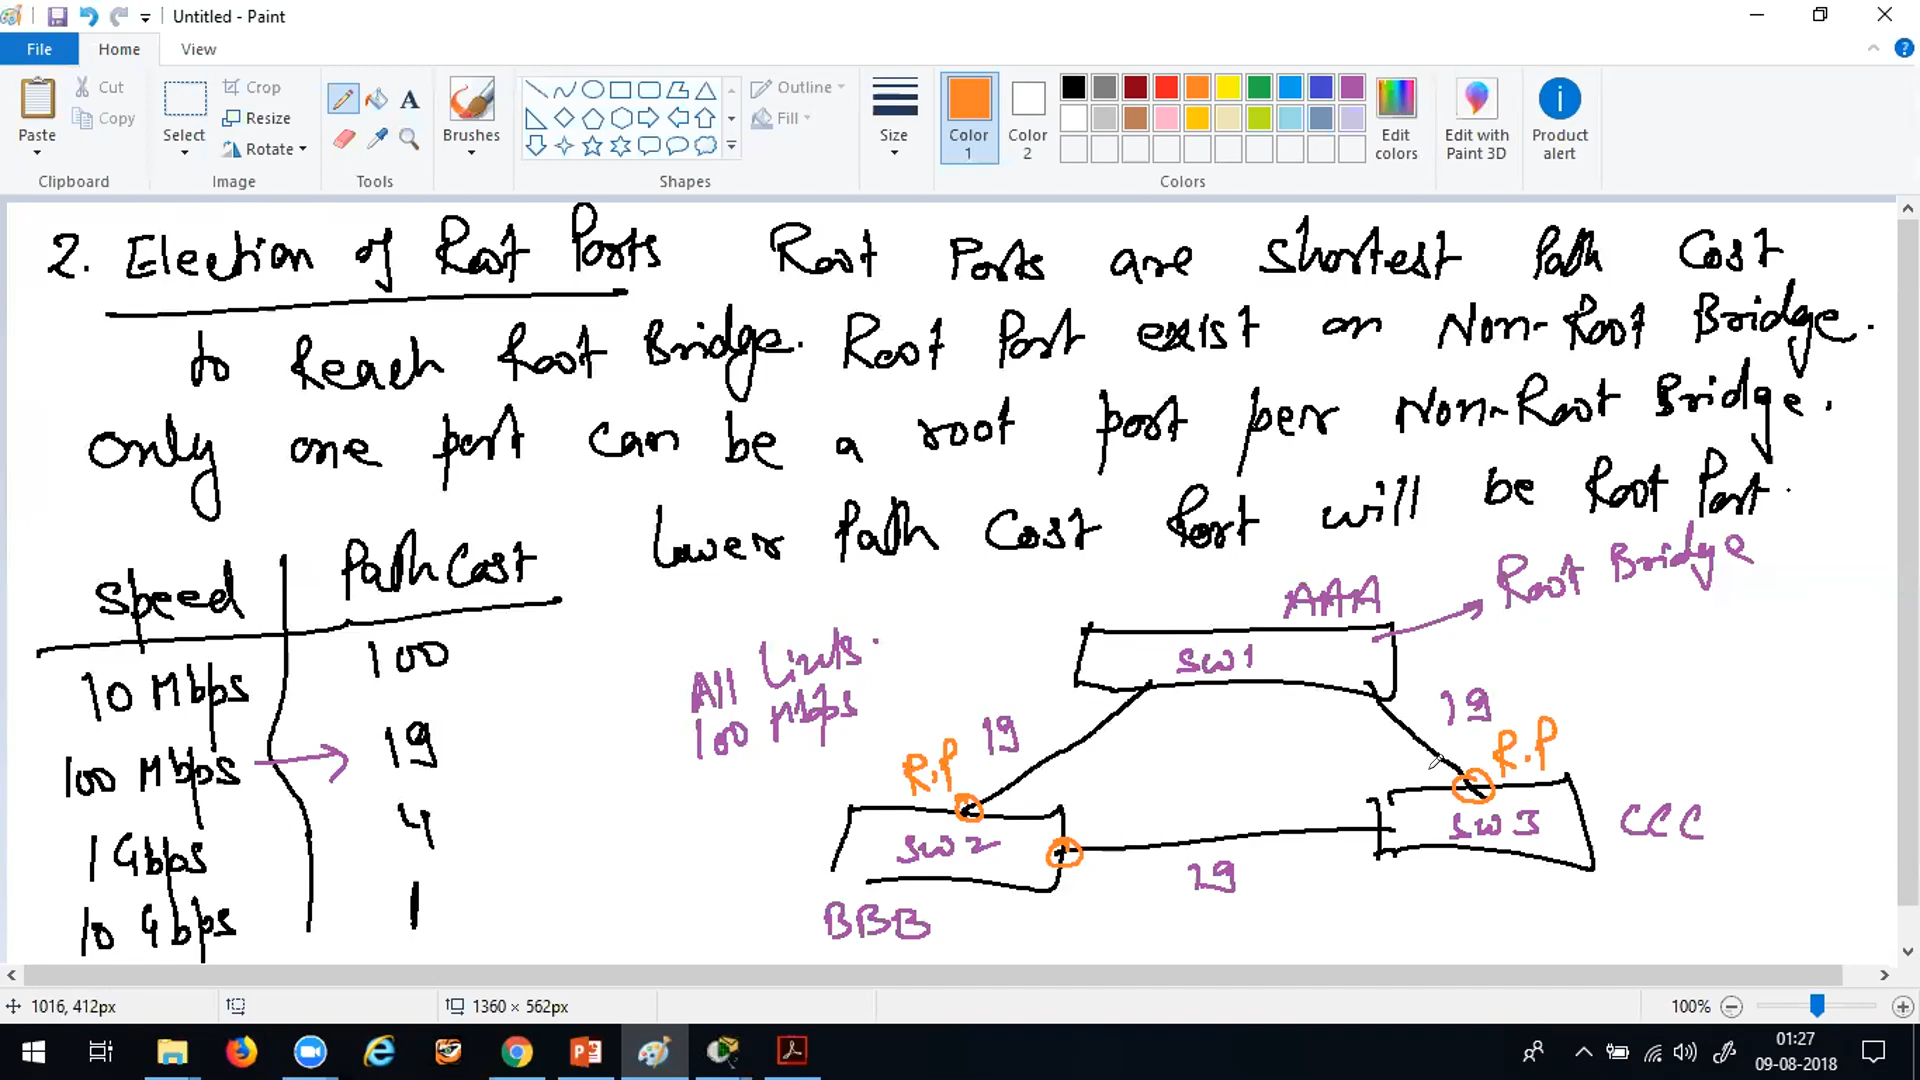 Untitled - Paint
File Home View
Paste
Cut
Copy
Clipboard
Select
Crop
Resize
Rotate
Image
Tools
Brushes
Outline
Fill
Shapes
Size
Color 1
Color 2
Edit colors
Colors
Edit with Paint 3D
Product alert
2. Election of Root Ports Root Ports are shortest Path Cost
to Reach Root Bridge. Root Port exist on Non-Root Bridge.
only one port can be a root port per Non-Root Bridge.
lower Path Cost Port will be Root Port.
Speed Path Cost
10 Mbps 100
100 Mbps 19
1 Gbps 4
10 Gbps 1
All Links
100 Mbps
AAA
Root Bridge
SW1
19
19
R.P
R.P
SW2
SW3
CCC
19
BBB
1016, 412px
1360 × 562px
100%
01:27
09-08-2018